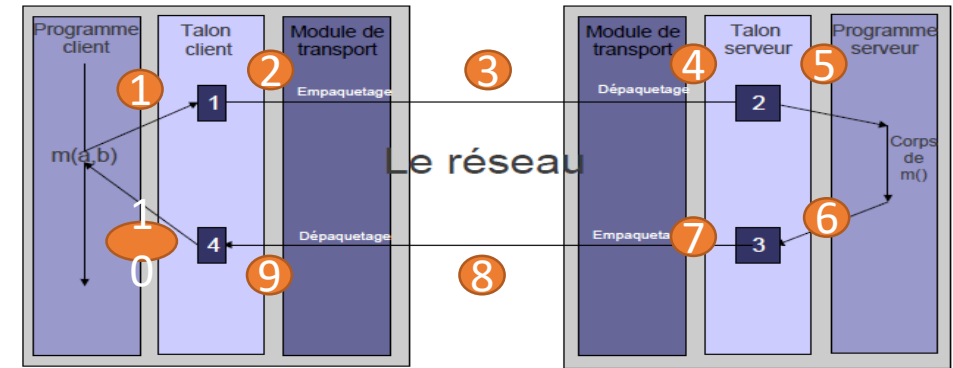 Programme
client
Talon
client
Module de
transport
Module de
transport
Talon
serveur
Programme
serveur
1
2
3
4
5
Empaquetage
Dépaquetage
1
2
m(a,b)
Le réseau
Corps
de
m()
1
0
4
Dépaquetage
Empaqueta
3
6
7
8
9